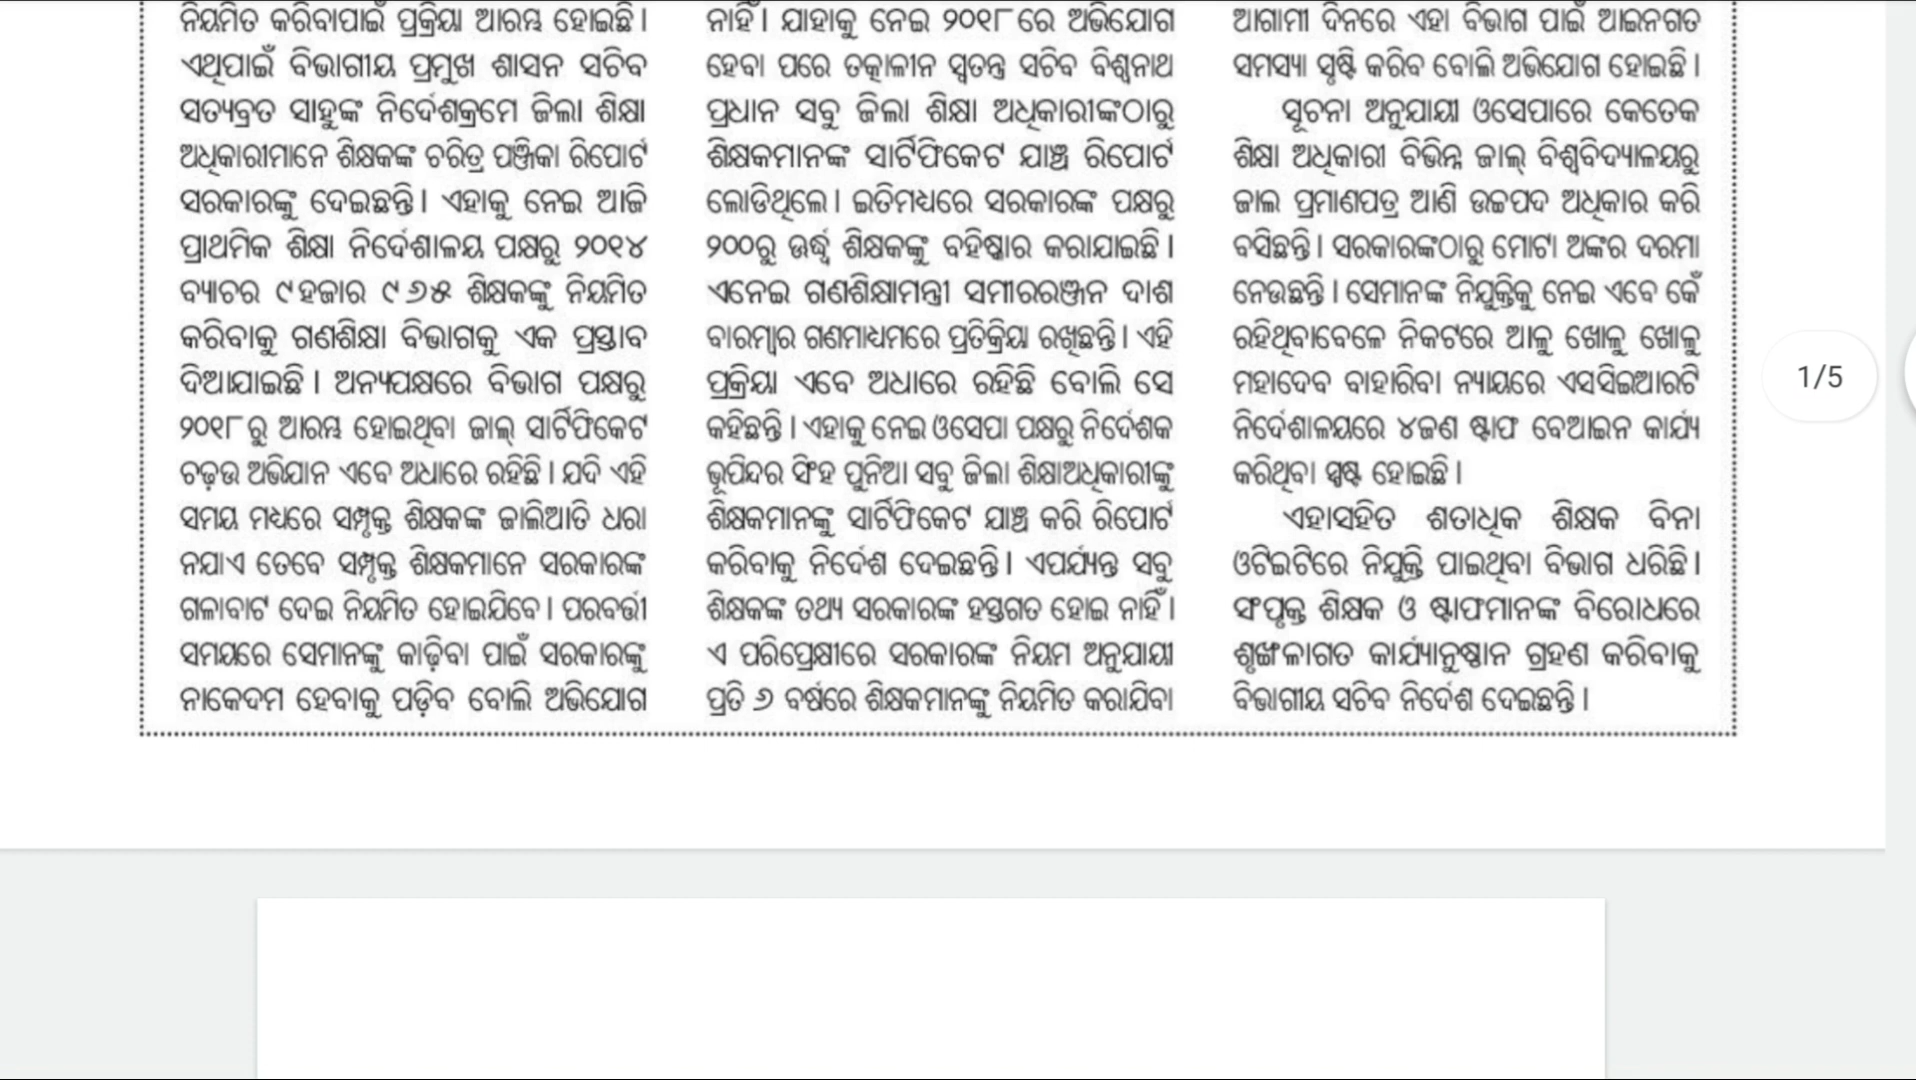 ନିୟମିତ କରିବାପାଇଁ ପ୍ରକ୍ରିୟା ଆରମ୍ଭ ହୋଇଛି।
ଏଥିପାଇଁ ବିଭାଗୀୟ ପ୍ରମୁଖ ଶାସନ ସଚିବ
ସତ୍ୟବ୍ରତ ସାହୁଙ୍କ ନିର୍ଦେଶକ୍ରମେ ଜିଲା ଶିକ୍ଷା
ଅଧିକାରୀମାନେ ଶିକ୍ଷକଙ୍କ ଚରିତ୍ର ପଞ୍ଜିକା ରିପୋର୍ଟ
ସରକାରଙ୍କୁ ଦେଇଛନ୍ତି। ଏହାକୁ ନେଇ ଆଜି
ପ୍ରାଥମିକ ଶିକ୍ଷା ନିର୍ଦେଶାଳୟ ପକ୍ଷରୁ ୨୦୧୪
ବ୍ୟାଚର ୯ହଜାର ୯୬୫ ଶିକ୍ଷକଙ୍କୁ ନିୟମିତ
କରିବାକୁ ଗଣଶିକ୍ଷା ବିଭାଗକୁ ଏକ ପ୍ରସ୍ତାବ
ଦିଆଯାଇଛି। ଅନ୍ୟପକ୍ଷରେ ବିଭାଗ ପକ୍ଷରୁ
୨୦୧୮ରୁ ଆରମ୍ଭ ହୋଇଥିବା ଜାଲ୍ ସାର୍ଟିଫିକେଟ
ଚଢ଼ଉ ଅଭିଯାନ ଏବେ ଅଧାରେ ରହିଛି। ଯଦି ଏହି
ସମୟ ମଧ୍ୟରେ ସମ୍ପୃକ୍ତ ଶିକ୍ଷକଙ୍କ ଜାଲିଆତି ଧରା
ନଯାଏ ତେବେ ସମ୍ପୃକ୍ତ ଶିକ୍ଷକମାନେ ସରକାରଙ୍କ
ଗଳାବାଟ ଦେଇ ନିୟମିତ ହୋଇଯିବେ। ପରବର୍ତ୍ତୀ
ସମୟରେ ସେମାନଙ୍କୁ କାଢ଼ିବା ପାଇଁ ସରକାରଙ୍କୁ
ନାକେଦମ ହେବାକୁ ପଡ଼ିବ ବୋଲି ଅଭିଯୋଗ
ନାହିଁ। ଯାହାକୁ ନେଇ ୨୦୧୮ରେ ଅଭିଯୋଗ
ହେବା ପରେ ତତ୍କାଳୀନ ସ୍ୱତନ୍ତ୍ର ସଚିବ ବିଶ୍ୱନାଥ
ପ୍ରଧାନ ସବୁ ଜିଲା ଶିକ୍ଷା ଅଧିକାରୀଙ୍କଠାରୁ
ଶିକ୍ଷକମାନଙ୍କ ସାର୍ଟିଫିକେଟ ଯାଞ୍ଚ ରିପୋର୍ଟ
ଲୋଡିଥିଲେ। ଇତିମଧ୍ୟରେ ସରକାରଙ୍କ ପକ୍ଷରୁ
୨୦୦ରୁ ଊର୍ଦ୍ଧ୍ୱ ଶିକ୍ଷକଙ୍କୁ ବହିଷ୍କାର କରାଯାଇଛି।
ଏନେଇ ଗଣଶିକ୍ଷାମନ୍ତ୍ରୀ ସମୀରରଞ୍ଜନ ଦାଶ
ବାରମ୍ବାର ଗଣମାଧ୍ୟମରେ ପ୍ରତିକ୍ରିୟା ରଖିଛନ୍ତି। ଏହି
ପ୍ରକ୍ରିୟା ଏବେ ଅଧାରେ ରହିଛି ବୋଲି ସେ
କହିଛନ୍ତି। ଏହାକୁ ନେଇ ଓସେପା ପକ୍ଷରୁ ନିର୍ଦେଶକ
ଭୂପିନ୍ଦର ସିଂହ ପୁନିଆ ସବୁ ଜିଲା ଶିକ୍ଷାଅଧିକାରୀଙ୍କୁ
ଶିକ୍ଷକମାନଙ୍କୁ ସାର୍ଟିଫିକେଟ ଯାଞ୍ଚ କରି ରିପୋର୍ଟ
କରିବାକୁ ନିର୍ଦେଶ ଦେଇଛନ୍ତି। ଏପର୍ଯ୍ୟନ୍ତ ସବୁ
ଶିକ୍ଷକଙ୍କ ତଥ୍ୟ ସରକାରଙ୍କ ହସ୍ତଗତ ହୋଇ ନାହିଁ।
ଏ ପରିପ୍ରେକ୍ଷୀରେ ସରକାରଙ୍କ ନିୟମ ଅନୁଯାୟୀ
ପ୍ରତି ୬ ବର୍ଷରେ ଶିକ୍ଷକମାନଙ୍କୁ ନିୟମିତ କରାଯିବା
ଆଗାମୀ ଦିନରେ ଏହା ବିଭାଗ ପାଇଁ ଆଇନଗତ
ସମସ୍ୟା ସୃଷ୍ଟି କରିବ ବୋଲି ଅଭିଯୋଗ ହୋଇଛି।
ସୂଚନା ଅନୁଯାୟୀ ଓସେପାରେ କେତେକ
ଶିକ୍ଷା ଅଧିକାରୀ ବିଭିନ୍ନ ଜାଲ୍ ବିଶ୍ୱବିଦ୍ୟାଳୟରୁ
ଜାଲ ପ୍ରମାଣପତ୍ର ଆଣି ଉଚ୍ଚପଦ ଅଧିକାର କରି
ବସିଛନ୍ତି। ସରକାରଙ୍କଠାରୁ ମୋଟା ଅଙ୍କର ଦରମା
ନେଉଛନ୍ତି। ସେମାନଙ୍କ ନିଯୁକ୍ତିକୁ ନେଇ ଏବେ କେଁ
ରହିଥିବାବେଳେ ନିକଟରେ ଆଳୁ ଖୋଳୁ ଖୋଳୁ
ମହାଦେବ ବାହାରିବା ନ୍ୟାୟରେ ଏସସିଇଆରଟି
ନିର୍ଦେଶାଳୟରେ ୪ଜଣ ଷ୍ଟାଫ ବେଆଇନ କାର୍ଯ୍ୟ
କରିଥିବା ସ୍ପଷ୍ଟ ହୋଇଛି।
ଏହାସହିତ ଶତାଧିକ ଶିକ୍ଷକ ବିନା
ଓଟିଇଟିରେ ନିଯୁକ୍ତି ପାଇଥିବା ବିଭାଗ ଧରିଛି।
ସଂପୃକ୍ତ ଶିକ୍ଷକ ଓ ଷ୍ଟାଫମାନଙ୍କ ବିରୋଧରେ
ଶୃଙ୍ଖଳାଗତ କାର୍ଯ୍ୟାନୁଷ୍ଠାନ ଗ୍ରହଣ କରିବାକୁ
ବିଭାଗୀୟ ସଚିବ ନିର୍ଦେଶ ଦେଇଛନ୍ତି।
1/5